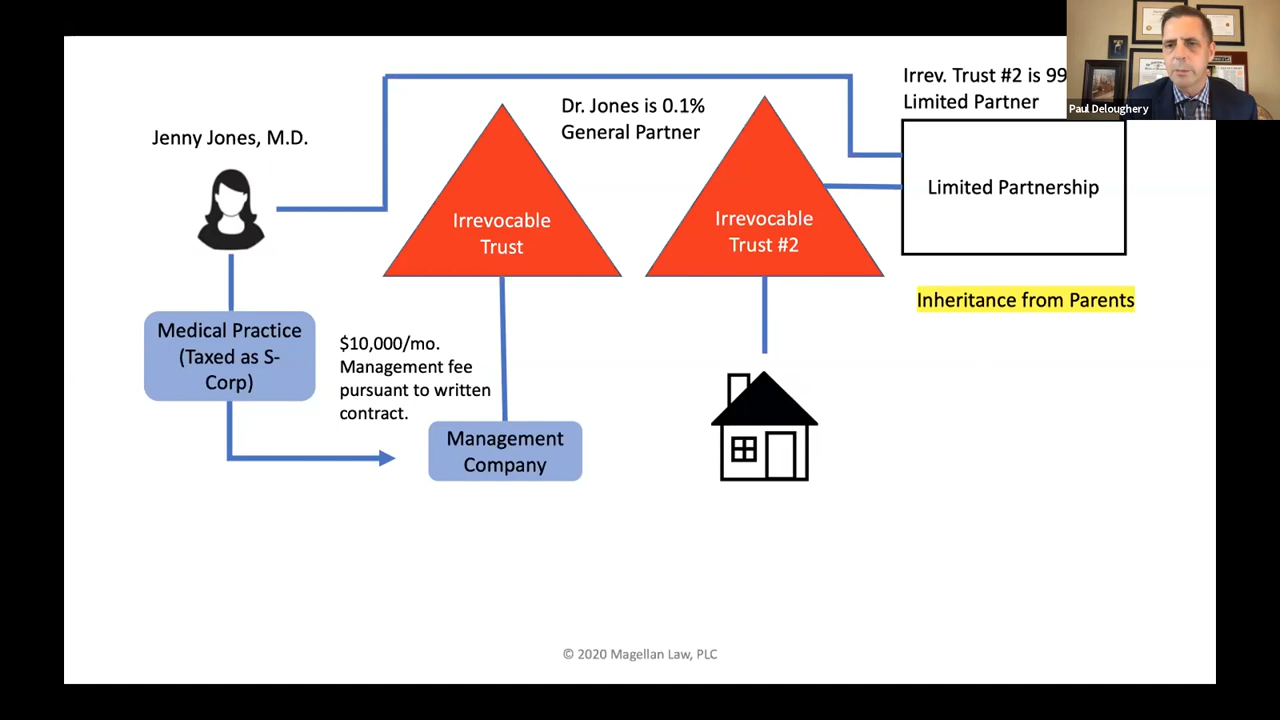 Irrev. Trust #2 is 99
Limited Partner
Paul Deloughery
Dr. Jones is 0.1%
General Partner
Jenny Jones, M.D.
Limited Partnership
Irrevocable
Trust
Irrevocable
Trust #2
Inheritance from Parents
Medical Practice
(Taxed as S-
Corp)
$10,000/mo.
Management fee
pursuant to written
contract.
Management
Company
© 2020 Magellan Law, PLC